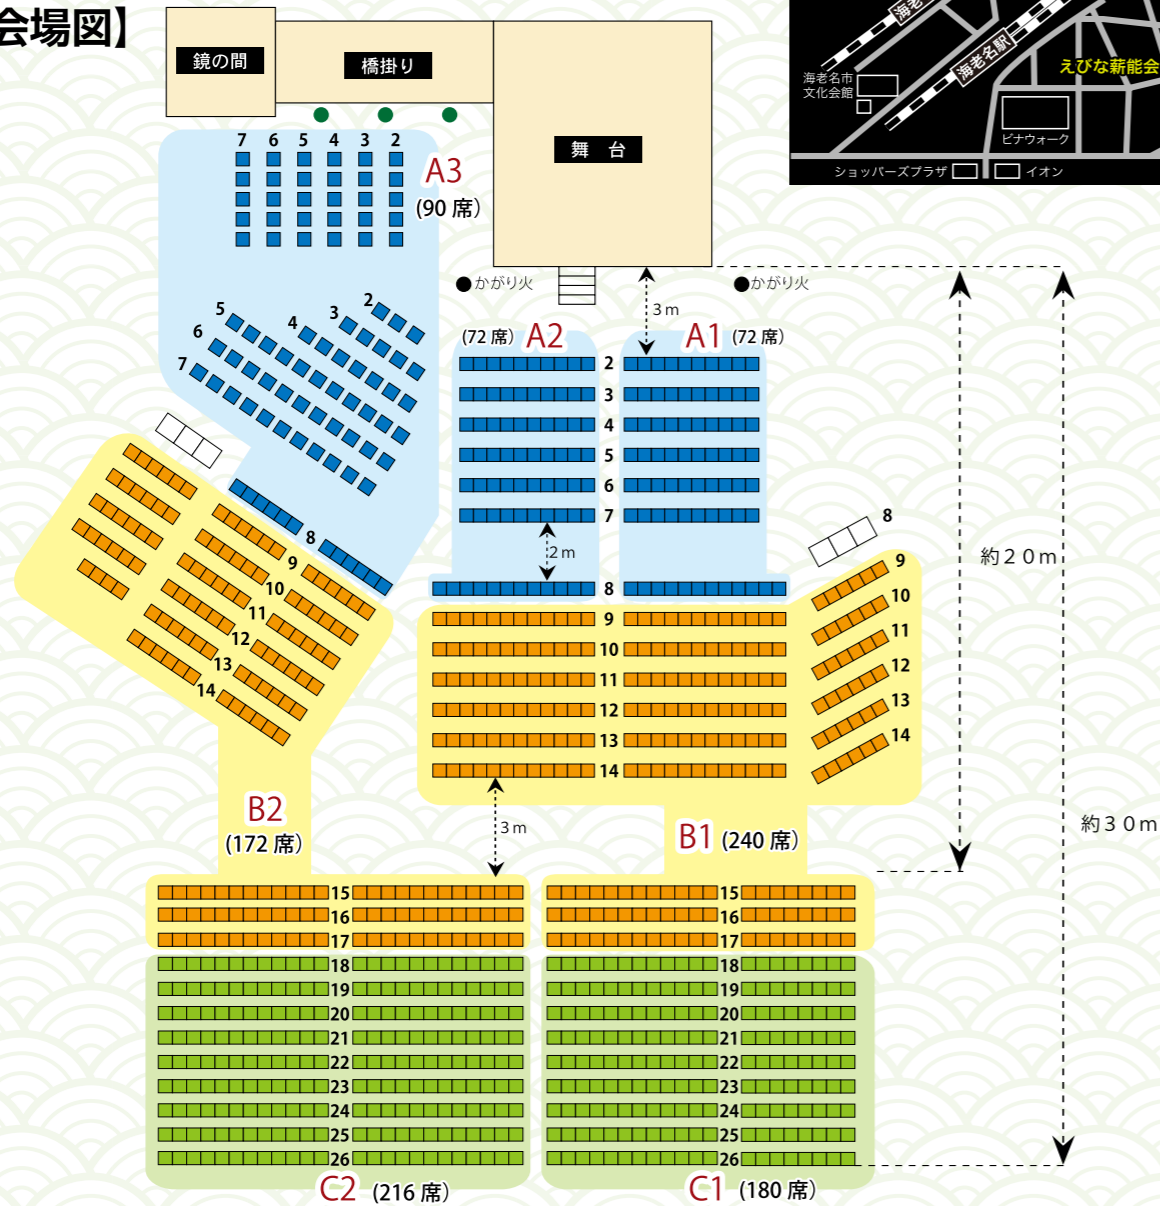 会場図】
鏡の間
橋掛り
舞　台
海老名市
文化会館
海老名駅
えびな薪能会
ビナウォーク
ショッパーズプラザ
イオン
7 6 5 4 3 2
A3
(90 席)
かがり火
かがり火
3m
(72 席) A2
A1 (72 席)
2
3
4
5
6
7
2m
8
2
3
4
5
6
7
8
9
10
11
12
13
14
8
9
10
11
12
13
14
9
10
11
12
13
14
約20m
約30m
3m
B2
(172 席)
B1 (240 席)
15 15
16 16
17 17
18 18
19 19
20 20
21 21
22 22
23 23
24 24
25 25
26 26
C2 (216 席)
C1 (180 席)